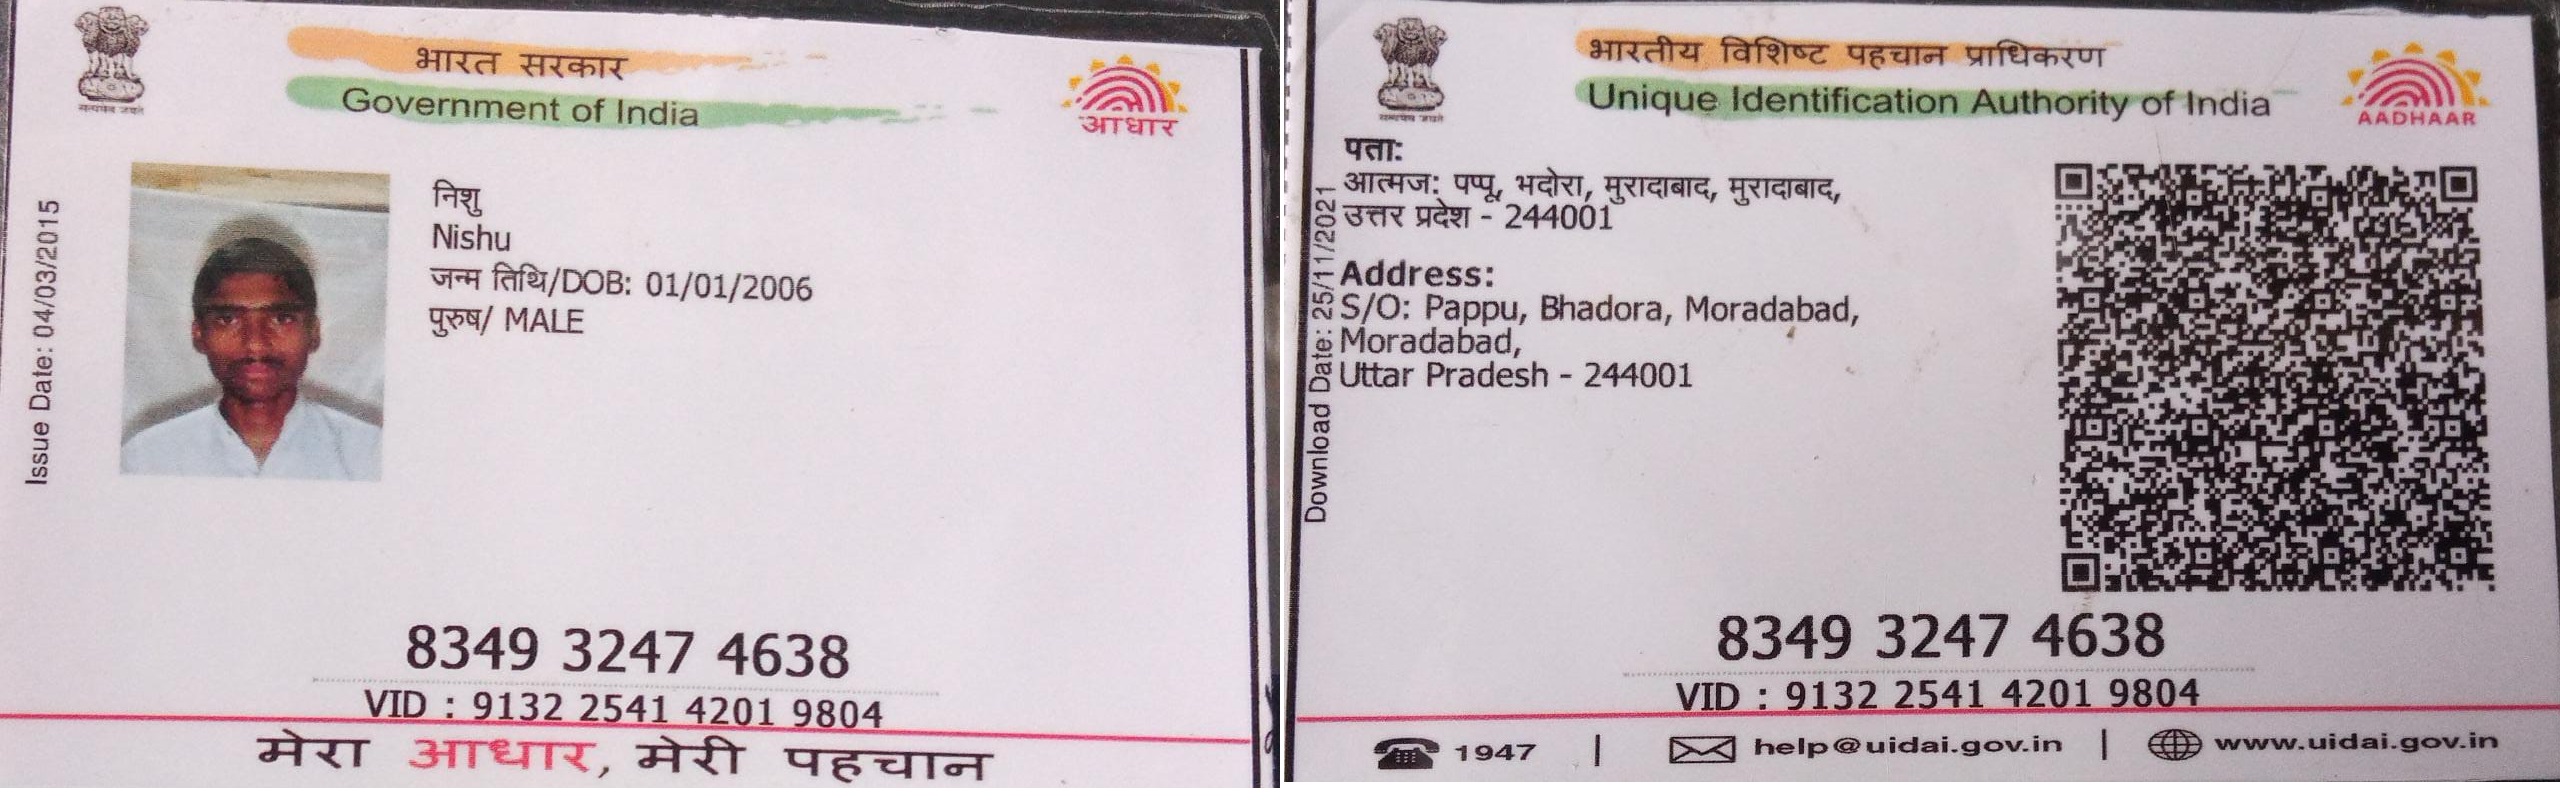 भारत सरकार
Government of India
आधार
Issue Date: 04/03/2015
निशु
Nishu
जन्म तिथि/DOB: 01/01/2006
पुरुष/ MALE
8349 3247 4638
VID : 9132 2541 4201 9804
मेरा आधार, मेरी पहचान
भारतीय विशिष्ट पहचान प्राधिकरण
Unique Identification Authority of India
AADHAAR
Download Date: 25/11/2021
पता:
आत्मज: पप्पू, भदोरा, मुरादाबाद, मुरादाबाद,
उत्तर प्रदेश - 244001
Address:
S/O: Pappu, Bhadora, Moradabad,
Moradabad,
Uttar Pradesh - 244001
8349 3247 4638
VID : 9132 2541 4201 9804
1947 | help@uidai.gov.in | www.uidai.gov.in